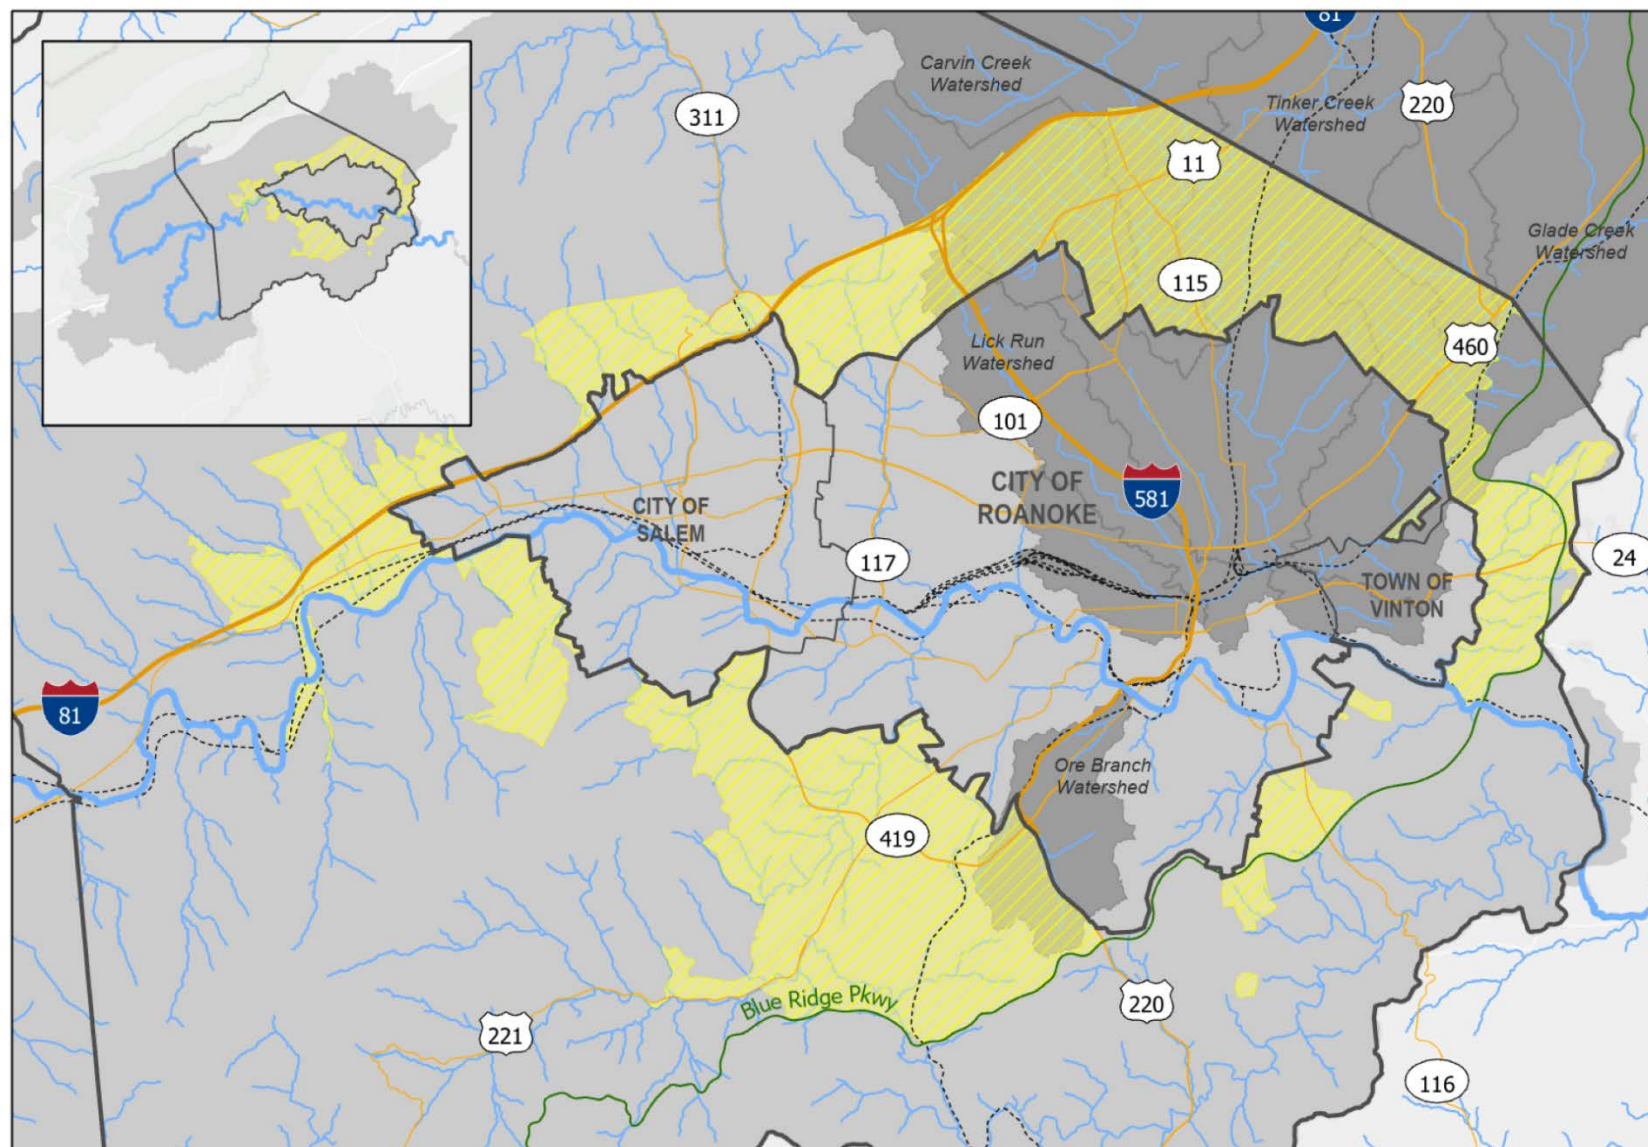 81
Carvin Creek
Watershed
311
220
Tinker Creek
Watershed
11
Glade Creek
Watershed
115
Lick Run
Watershed
460
101
CITY OF
ROANOKE
581
CITY OF
SALEM
117
24
TOWN OF
VINTON
81
Ore Branch
Watershed
419
Blue Ridge Pkwy
220
221
116